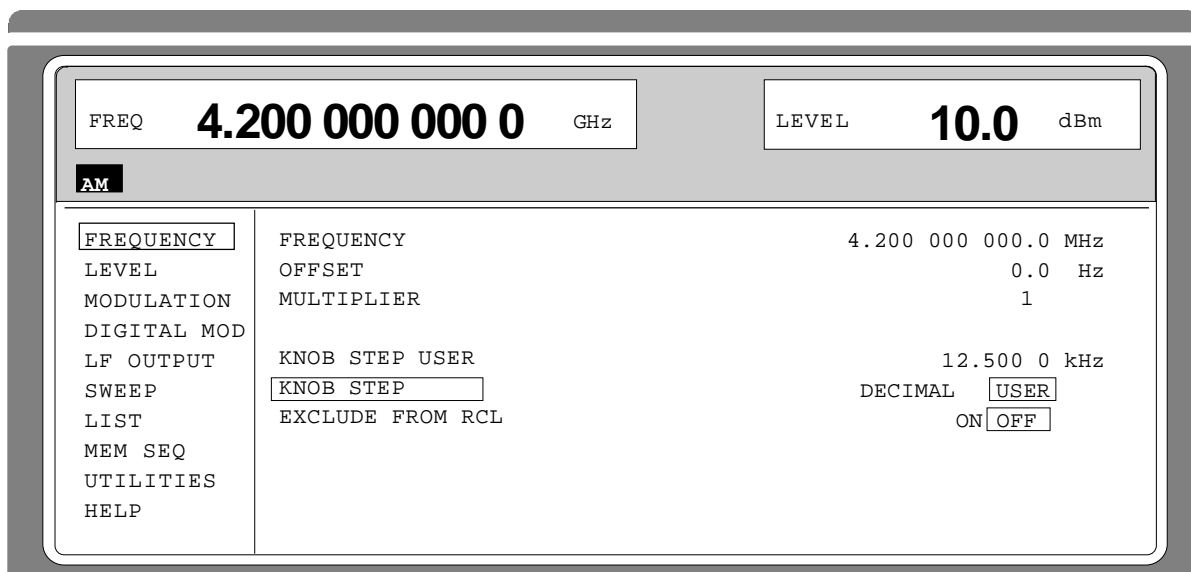 FREQ 4.200 000 000 0 GHz LEVEL 10.0 dBm
AM
FREQUENCY FREQUENCY 4.200 000 000.0 MHz
LEVEL OFFSET 0.0 Hz
MODULATION MULTIPLIER 1
DIGITAL MOD
LF OUTPUT KNOB STEP USER 12.500 0 kHz
SWEEP KNOB STEP DECIMAL USER
LIST EXCLUDE FROM RCL ON OFF
MEM SEQ
UTILITIES
HELP